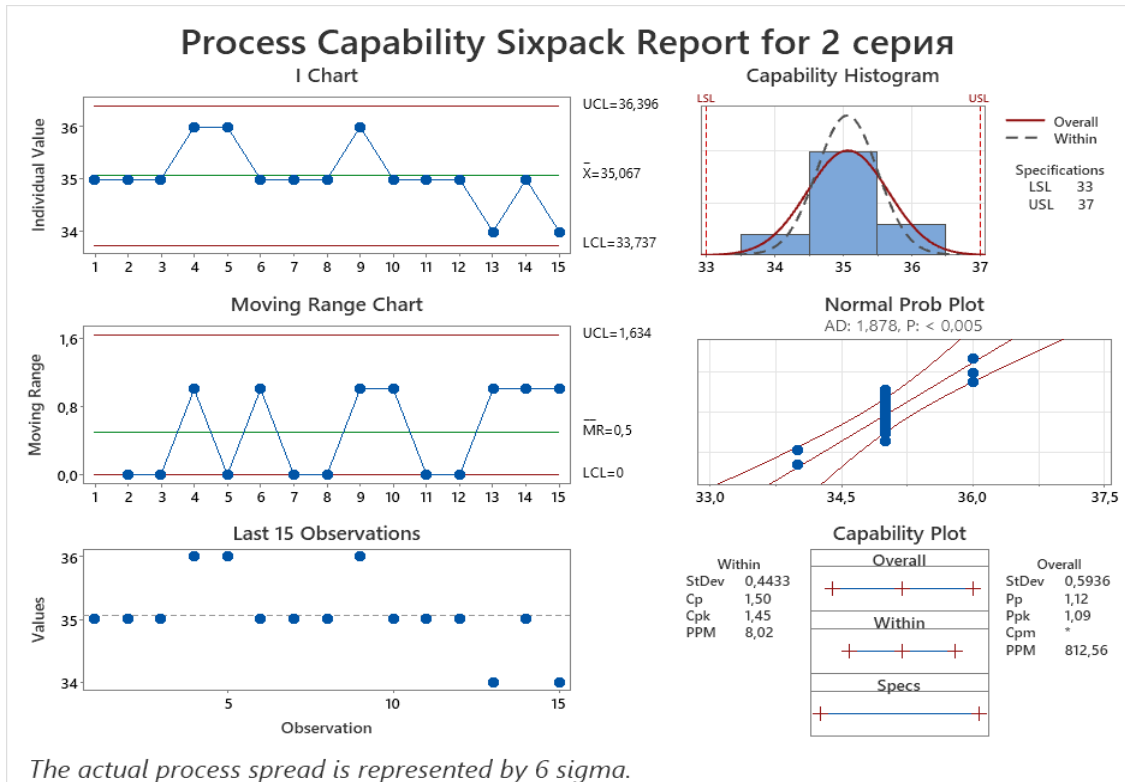 Process Capability Sixpack Report for 2 серия
I Chart
Individual Value
36
35
34
UCL=36,396
X̄=35,067
LCL=33,737
1 2 3 4 5 6 7 8 9 10 11 12 13 14 15
Capability Histogram
LSL USL
Overall
Within
Specifications
LSL 33
USL 37
33 34 35 36 37
Moving Range Chart
Moving Range
1,6
0,8
0,0
UCL=1,634
M̄R̄=0,5
LCL=0
1 2 3 4 5 6 7 8 9 10 11 12 13 14 15
Normal Prob Plot
AD: 1,878, P: < 0,005
33,0 34,5 36,0 37,5
Last 15 Observations
Values
36
35
34
5 10 15
Observation
Capability Plot
Within
StDev 0,4433
Cp 1,50
Cpk 1,45
PPM 8,02
Overall
Within
Specs
Overall
StDev 0,5936
Pp 1,12
Ppk 1,09
Cpm *
PPM 812,56
The actual process spread is represented by 6 sigma.